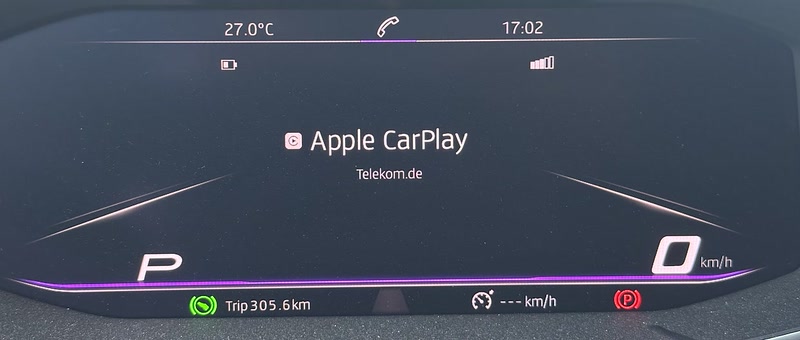 27.0°C 17:02
Apple CarPlay
Telekom.de
P 0 km/h
Trip 305.6 km --- km/h P